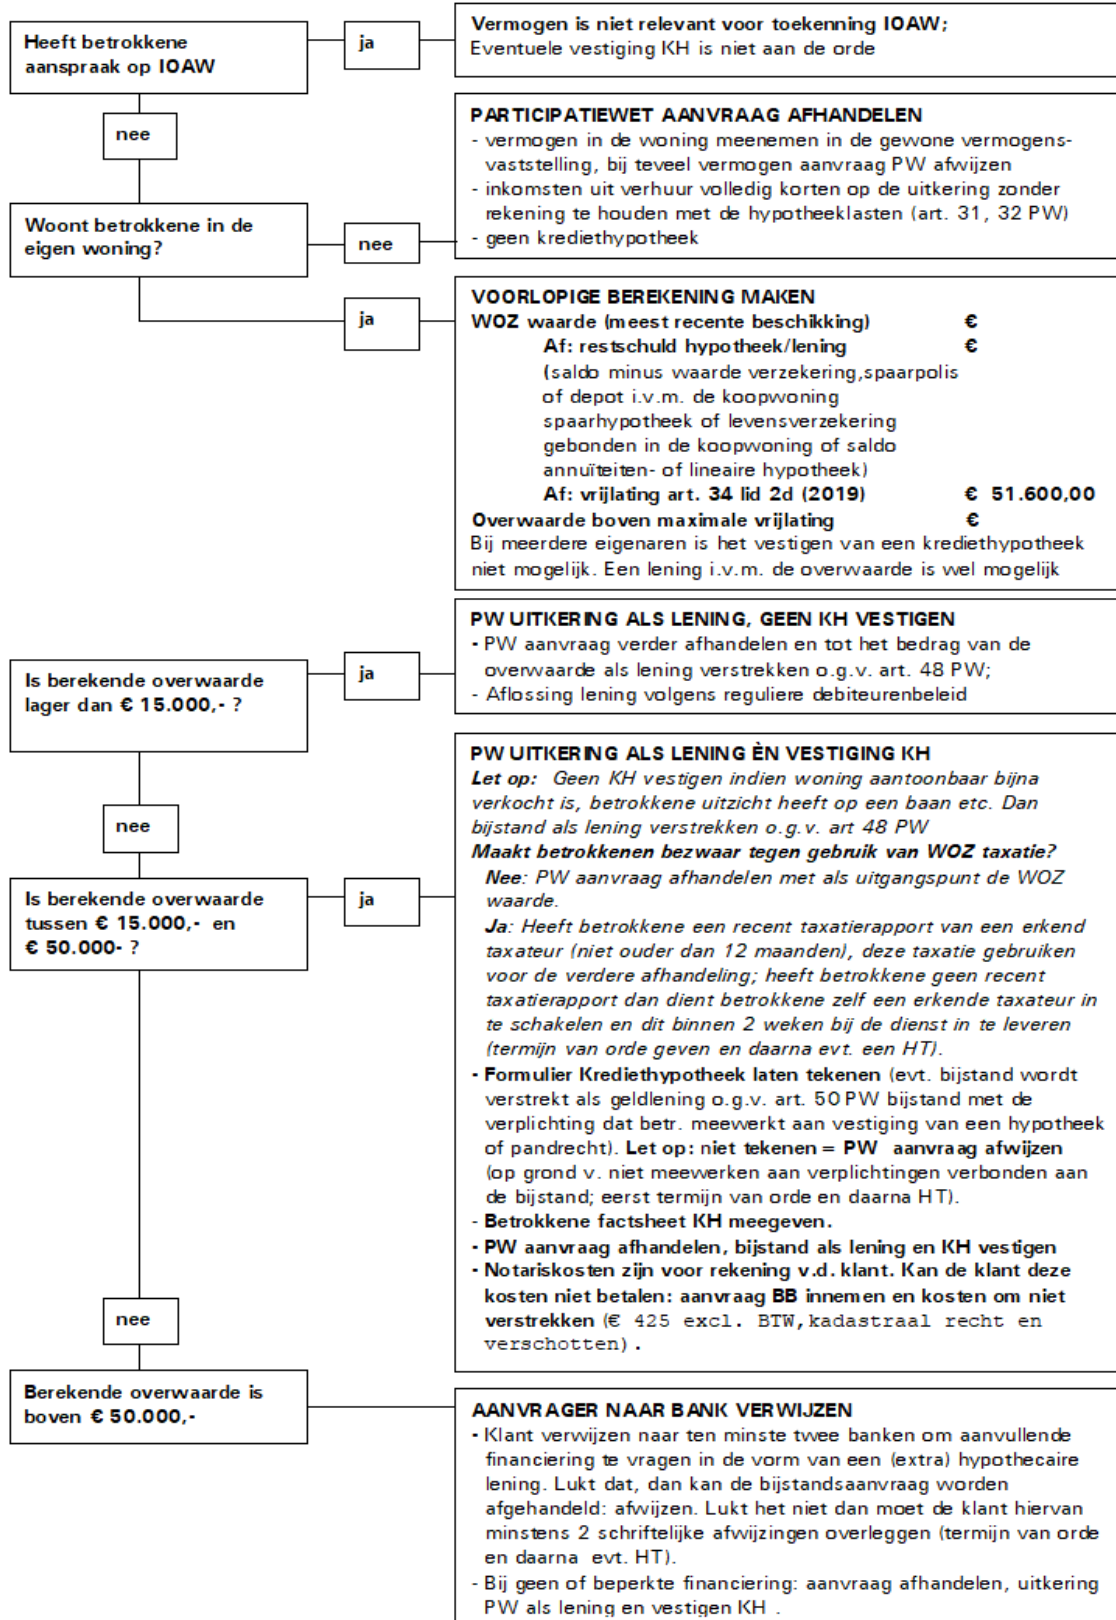 Heeft betrokkene
aanspraak op IOAW
ja
Vermogen is niet relevant voor toekenning IOAW;
Eventuele vestiging KH is niet aan de orde
nee
PARTICIPATIEWET AANVRAAG AFHANDELEN
- vermogen in de woning meenemen in de gewone vermogens-
vaststelling, bij teveel vermogen aanvraag PW afwijzen
- inkomsten uit verhuur volledig korten op de uitkering zonder
rekening te houden met de hypotheeklasten (art. 31, 32 PW)
- geen krediethypotheek
Woont betrokkene in de
eigen woning?
nee
ja
VOORLOPIGE BEREKENING MAKEN
WOZ waarde (meest recente beschikking) €
Af: restschuld hypotheek/lening €
(saldo minus waarde verzekering,spaarpolis
of depot i.v.m. de koopwoning
spaarhypotheek of levensverzekering
gebonden in de koopwoning of saldo
annuïteiten- of lineaire hypotheek)
Af: vrijlating art. 34 lid 2d (2019) € 51.600,00
Overwaarde boven maximale vrijlating €
Bij meerdere eigenaren is het vestigen van een krediethypotheek
niet mogelijk. Een lening i.v.m. de overwaarde is wel mogelijk
Is berekende overwaarde
lager dan € 15.000,- ?
ja
PW UITKERING ALS LENING, GEEN KH VESTIGEN
- PW aanvraag verder afhandelen en tot het bedrag van de
overwaarde als lening verstrekken o.g.v. art. 48 PW;
- Aflossing lening volgens reguliere debiteurenbeleid
nee
Is berekende overwaarde
tussen € 15.000,- en
€ 50.000- ?
ja
PW UITKERING ALS LENING ÈN VESTIGING KH
Let op: Geen KH vestigen indien woning aantoonbaar bijna
verkocht is, betrokkene uitzicht heeft op een baan etc. Dan
bijstand als lening verstrekken o.g.v. art 48 PW
Maakt betrokkenen bezwaar tegen gebruik van WOZ taxatie?
Nee: PW aanvraag afhandelen met als uitgangspunt de WOZ
waarde.
Ja: Heeft betrokkene een recent taxatierapport van een erkend
taxateur (niet ouder dan 12 maanden), deze taxatie gebruiken
voor de verdere afhandeling; heeft betrokkene geen recent
taxatierapport dan dient betrokkene zelf een erkende taxateur in
te schakelen en dit binnen 2 weken bij de dienst in te leveren
(termijn van orde geven en daarna evt. een HT).
- Formulier Krediethypotheek laten tekenen (evt. bijstand wordt
verstrekt als geldlening o.g.v. art. 50 PW bijstand met de
verplichting dat betr. meewerkt aan vestiging van een hypotheek
of pandrecht). Let op: niet tekenen = PW aanvraag afwijzen
(op grond v. niet meewerken aan verplichtingen verbonden aan
de bijstand; eerst termijn van orde en daarna HT).
- Betrokkene factsheet KH meegeven.
- PW aanvraag afhandelen, bijstand als lening en KH vestigen
- Notariskosten zijn voor rekening v.d. klant. Kan de klant deze
kosten niet betalen: aanvraag BB innemen en kosten om niet
verstrekken (€ 425 excl. BTW,kadastraal recht en
verschotten).
nee
Berekende overwaarde is
boven € 50.000,-
AANVRAGER NAAR BANK VERWIJZEN
- Klant verwijzen naar ten minste twee banken om aanvullende
financiering te vragen in de vorm van een (extra) hypothecaire
lening. Lukt dat, dan kan de bijstandsaanvraag worden
afgehandeld: afwijzen. Lukt het niet dan moet de klant hiervan
minstens 2 schriftelijke afwijzingen overleggen (termijn van orde
en daarna evt. HT).
- Bij geen of beperkte financiering: aanvraag afhandelen, uitkering
PW als lening en vestigen KH .